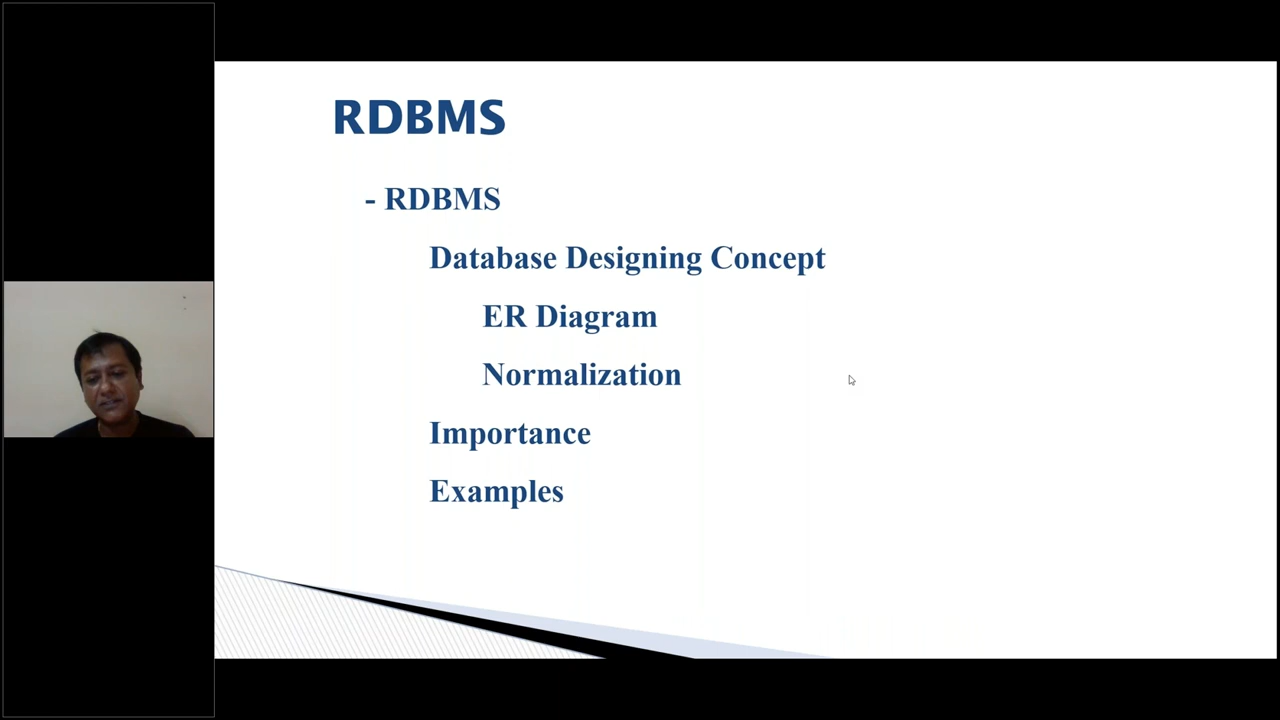 RDBMS
- RDBMS
Database Designing Concept
ER Diagram
Normalization
Importance
Examples